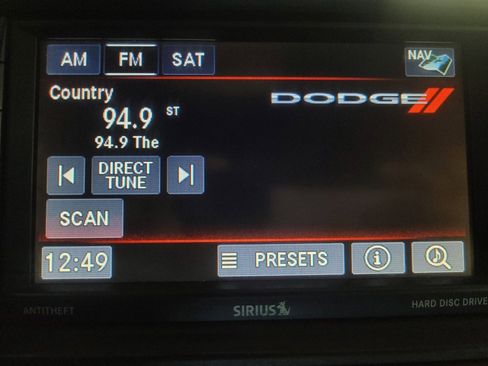 AM FM SAT NAV
Country
DODGE
94.9 ST
94.9 The
DIRECT
TUNE
SCAN
12:49 PRESETS
ANTITHEFT SIRIUS HARD DISC DRIVE